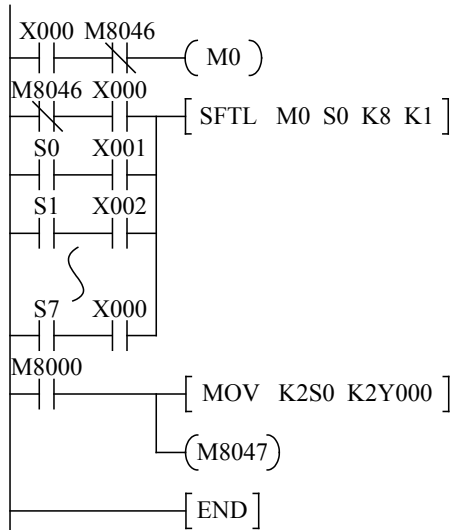 X000 M8046
M0
M8046 X000
SFTL M0 S0 K8 K1
S0 X001
S1 X002
S7 X000
M8000
MOV K2S0 K2Y000
M8047
END